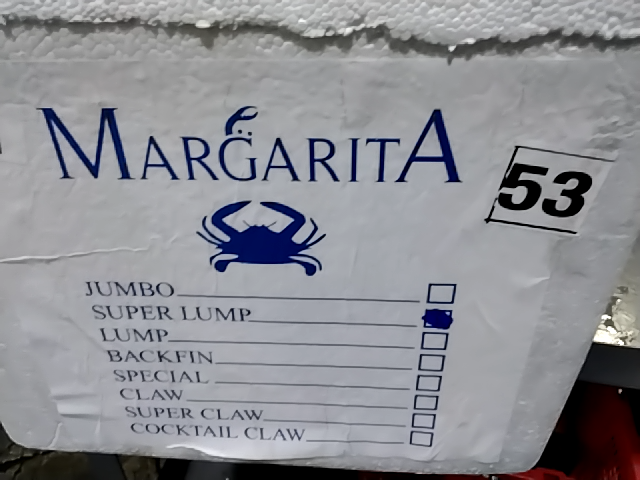 MARGARITA
53
JUMBO
SUPER LUMP
LUMP
BACKFIN
SPECIAL
CLAW
SUPER CLAW
COCKTAIL CLAW